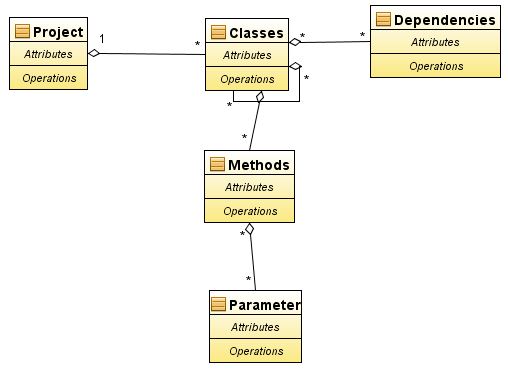 Project
Attributes
Operations
1
*
Classes
Attributes
Operations
*
*
*
*
Dependencies
Attributes
Operations
*
Methods
Attributes
Operations
*
*
Parameter
Attributes
Operations